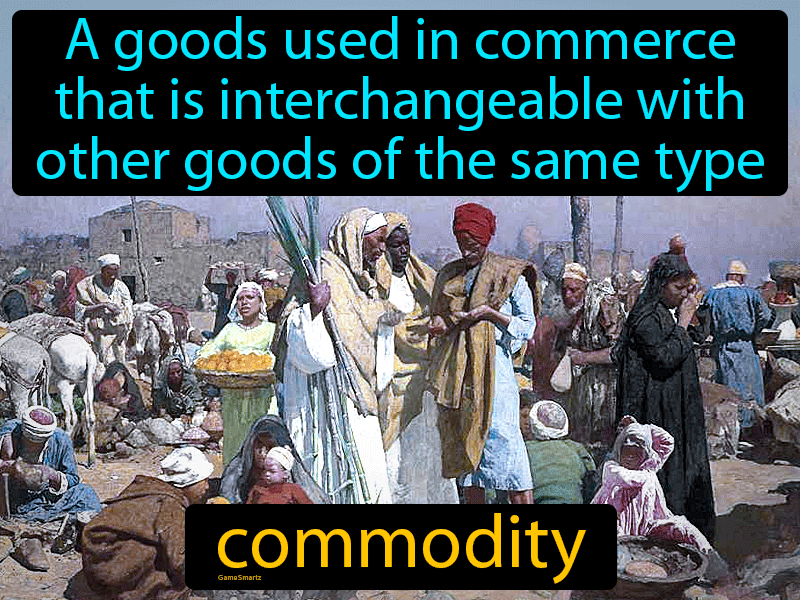 A goods used in commerce
that is interchangeable with
other goods of the same type
commodity
GameSmartz